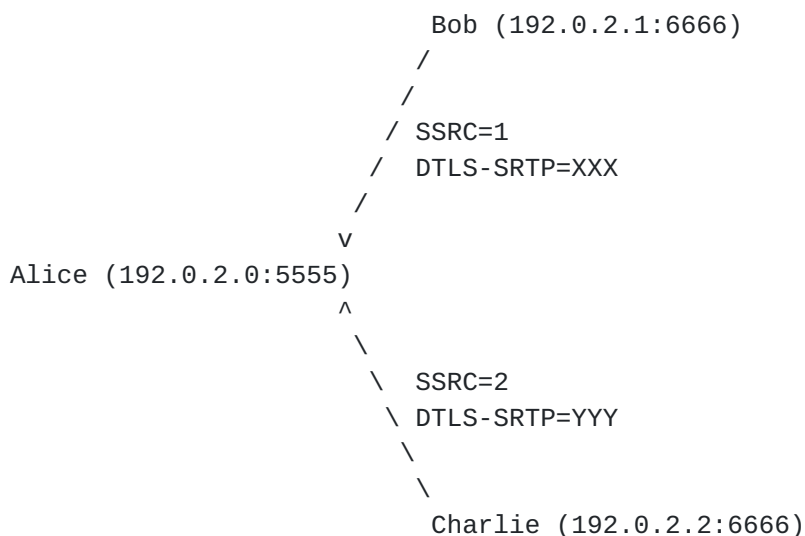 Bob (192.0.2.1:6666)
/
/
/ SSRC=1
/ DTLS-SRTP=XXX
/
v
Alice (192.0.2.0:5555)
^
\
\ SSRC=2
\ DTLS-SRTP=YYY
\
\
Charlie (192.0.2.2:6666)